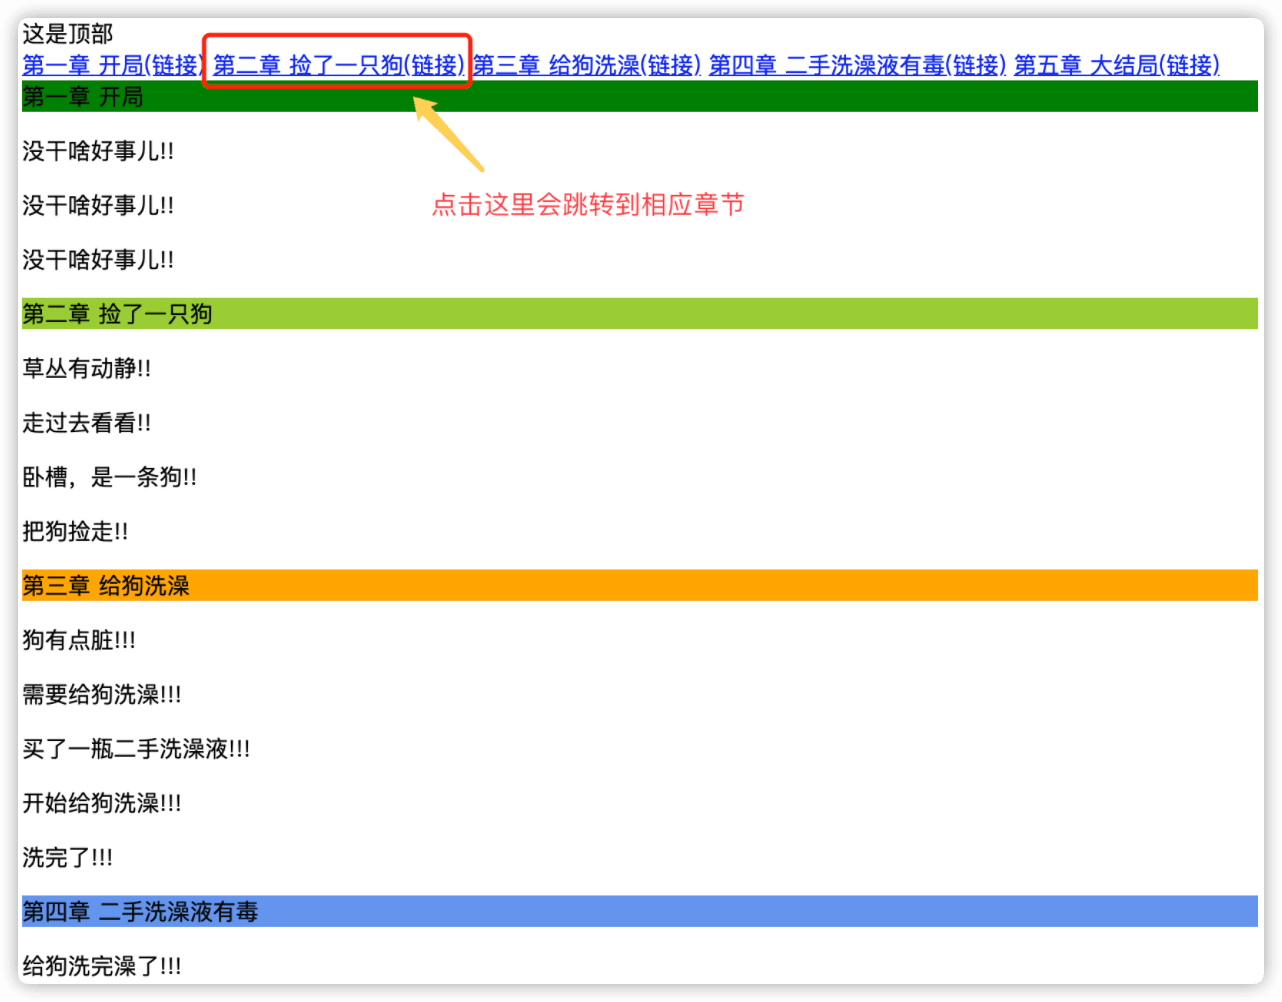 这是顶部
第一章 开局(链接) 第二章 捡了一只狗(链接) 第三章 给狗洗澡(链接) 第四章 二手洗澡液有毒(链接) 第五章 大结局(链接)
第一章 开局
没干啥好事儿!!
点击这里会跳转到相应章节
没干啥好事儿!!
没干啥好事儿!!
第二章 捡了一只狗
草丛有动静!!
走过去看看!!
卧槽，是一条狗!!
把狗捡走!!
第三章 给狗洗澡
狗有点脏!!!
需要给狗洗澡!!!
买了一瓶二手洗澡液!!!
开始给狗洗澡!!!
洗完了!!!
第四章 二手洗澡液有毒
给狗洗完澡了!!!